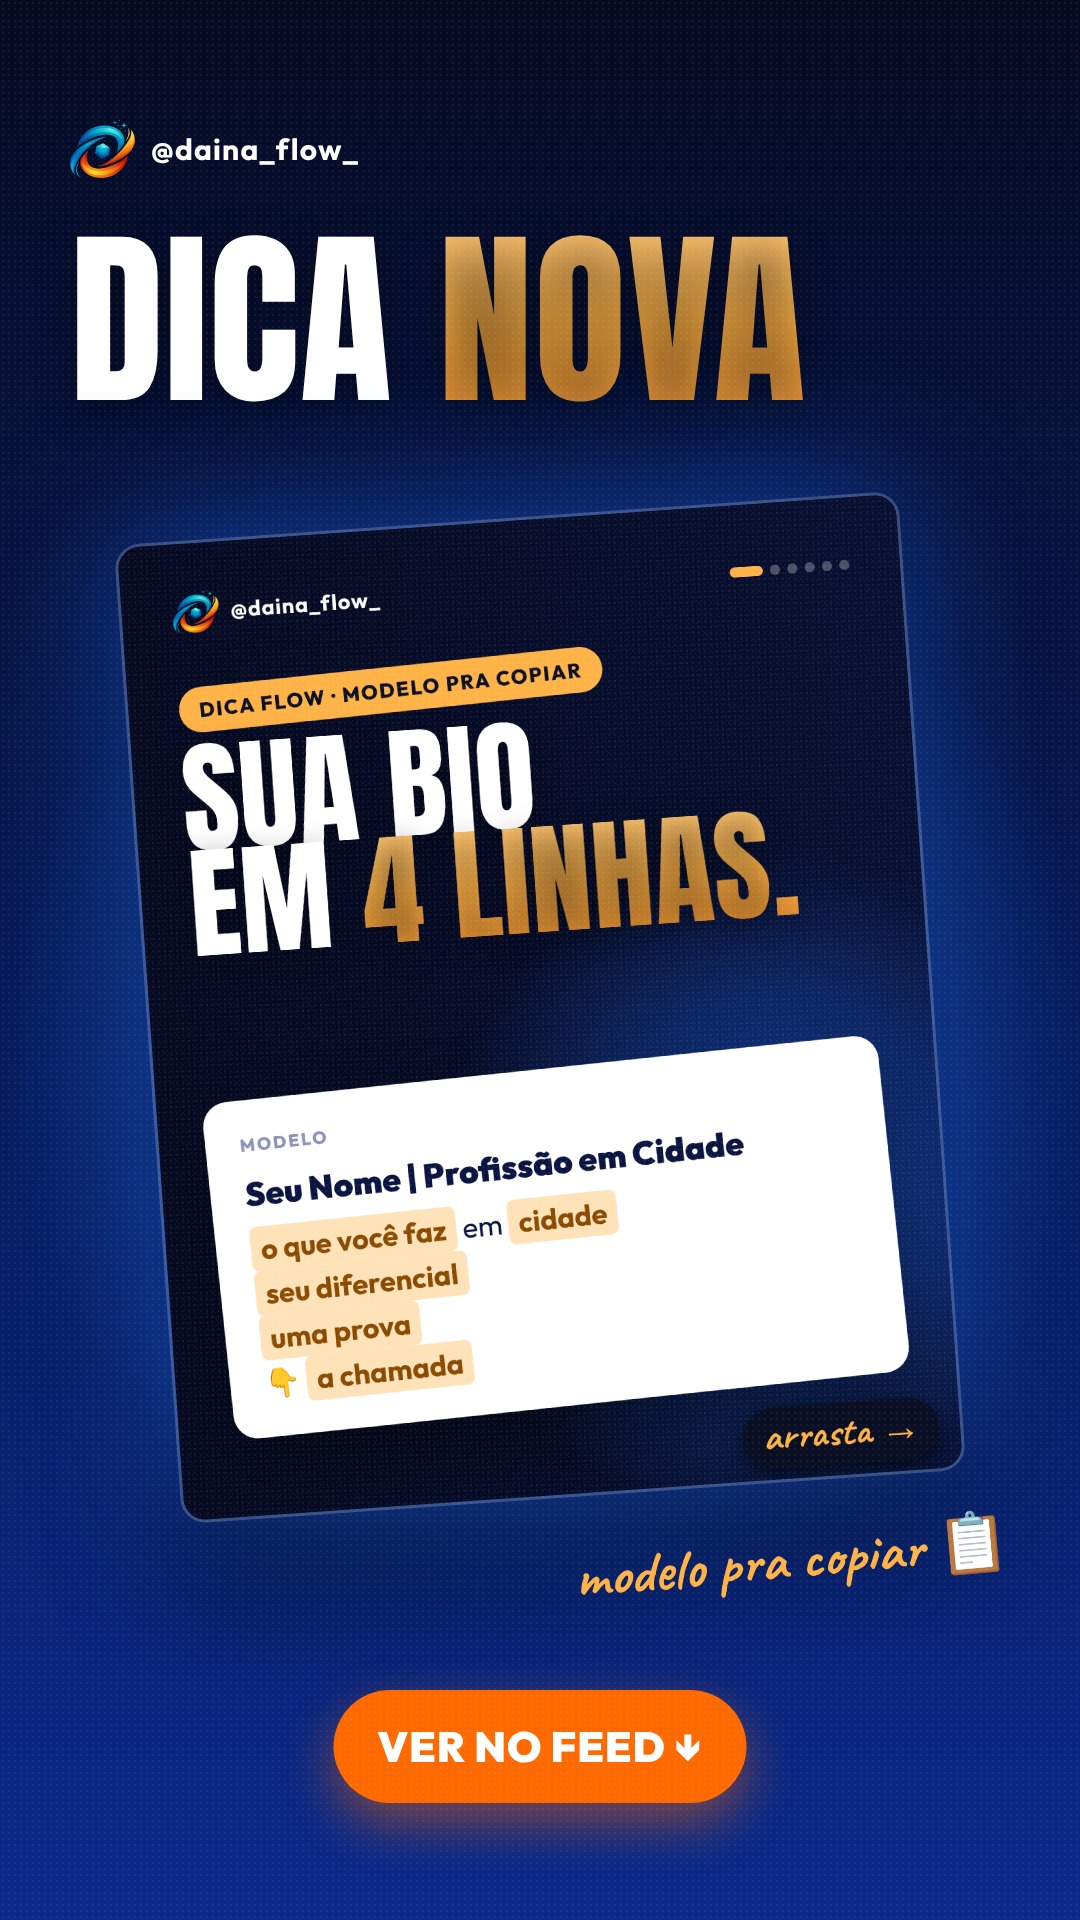 @daina_flow_
DICA NOVA
@daina_flow_
DICA FLOW · MODELO PRA COPIAR
SUA BIO
EM 4 LINHAS.
MODELO
Seu Nome | Profissão em Cidade
o que você faz em cidade
seu diferencial
uma prova
👇 a chamada
arrasta →
modelo pra copiar 📋
VER NO FEED ↓